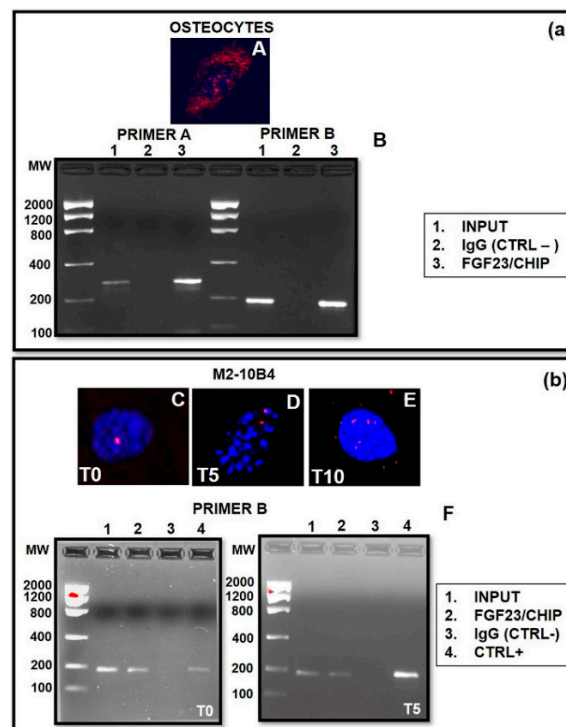 OSTEOCYTES (a)
A
PRIMER A PRIMER B B
1 2 3 1 2 3
MW
2000
1200
800
400
200
100
1. INPUT
2. IgG (CTRL – )
3. FGF23/CHIP
M2-10B4 (b)
C D E
T0 T5 T10
PRIMER B F
1 2 3 4 1 2 3 4
MW MW
2000 2000
1200 1200
800 800
400 400
200 200
100 100
T0 T5
1. INPUT
2. FGF23/CHIP
3. IgG (CTRL-)
4. CTRL+